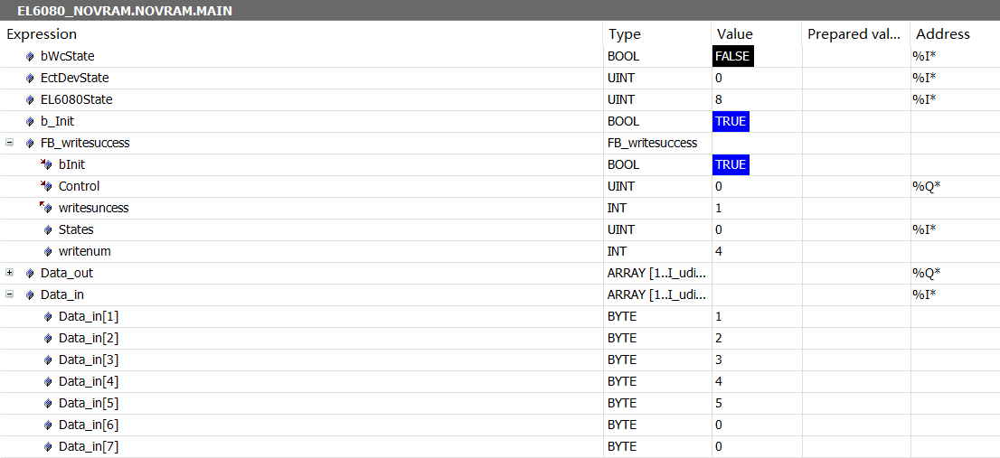 EL6080_NOVRAM.NOVRAM.MAIN
Expression Type Value Prepared val... Address
bWcState BOOL FALSE %I*
EctDevState UINT 0 %I*
EL6080State UINT 8 %I*
b_Init BOOL TRUE
FB_writesuccess FB_writesuccess
bInit BOOL TRUE
Control UINT 0 %Q*
writesuncess INT 1
States UINT 0 %I*
writenum INT 4
Data_out ARRAY [1..I_udi... %Q*
Data_in ARRAY [1..I_udi... %I*
Data_in[1] BYTE 1
Data_in[2] BYTE 2
Data_in[3] BYTE 3
Data_in[4] BYTE 4
Data_in[5] BYTE 5
Data_in[6] BYTE 0
Data_in[7] BYTE 0